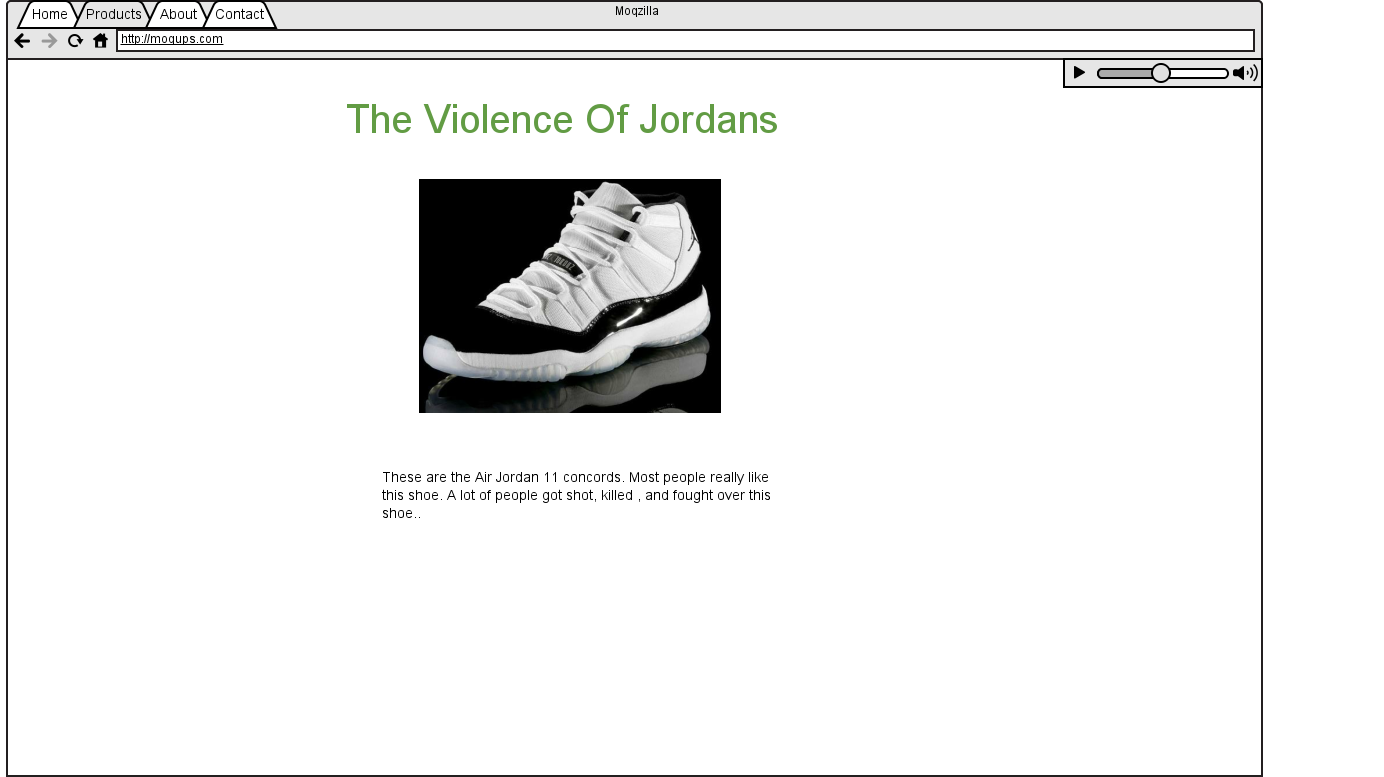 Moqzilla
Home Products About Contact
http://moqups.com
The Violence Of Jordans
These are the Air Jordan 11 concords. Most people really like
this shoe. A lot of people got shot, killed , and fought over this
shoe..